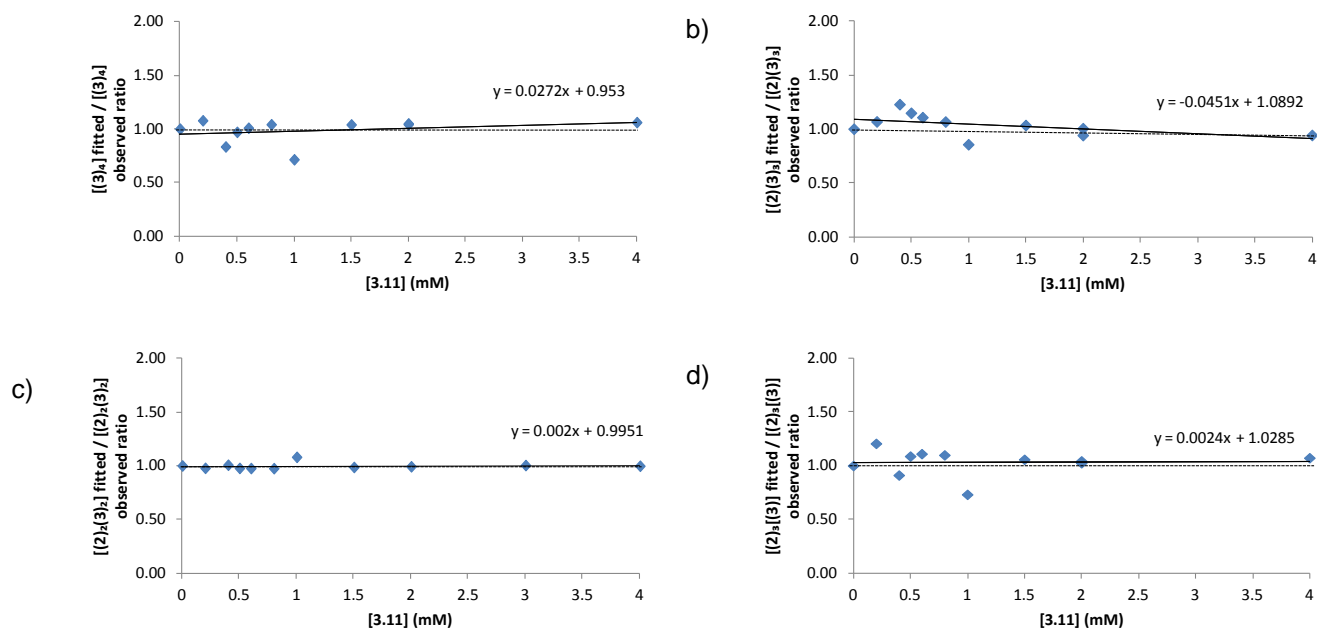 [(3)₄] fitted / [(3)₄]
observed ratio
2.00
1.50
1.00
0.50
0.00
y = 0.0272x + 0.953
0 0.5 1 1.5 2 2.5 3 3.5 4
[3.11] (mM)
b)
[(2)(3)₃] fitted / [(2)(3)₃]
observed ratio
2.00
1.50
1.00
0.50
0.00
y = -0.0451x + 1.0892
0 0.5 1 1.5 2 2.5 3 3.5 4
[3.11] (mM)
c)
[(2)₂(3)₂] fitted / [(2)₂(3)₂]
observed ratio
2.00
1.50
1.00
0.50
0.00
y = 0.002x + 0.9951
0 0.5 1 1.5 2 2.5 3 3.5 4
[3.11] (mM)
d)
[(2)₃[(3)] fitted / [(2)₃[(3)]
observed ratio
2.00
1.50
1.00
0.50
0.00
y = 0.0024x + 1.0285
0 0.5 1 1.5 2 2.5 3 3.5 4
[3.11] (mM)